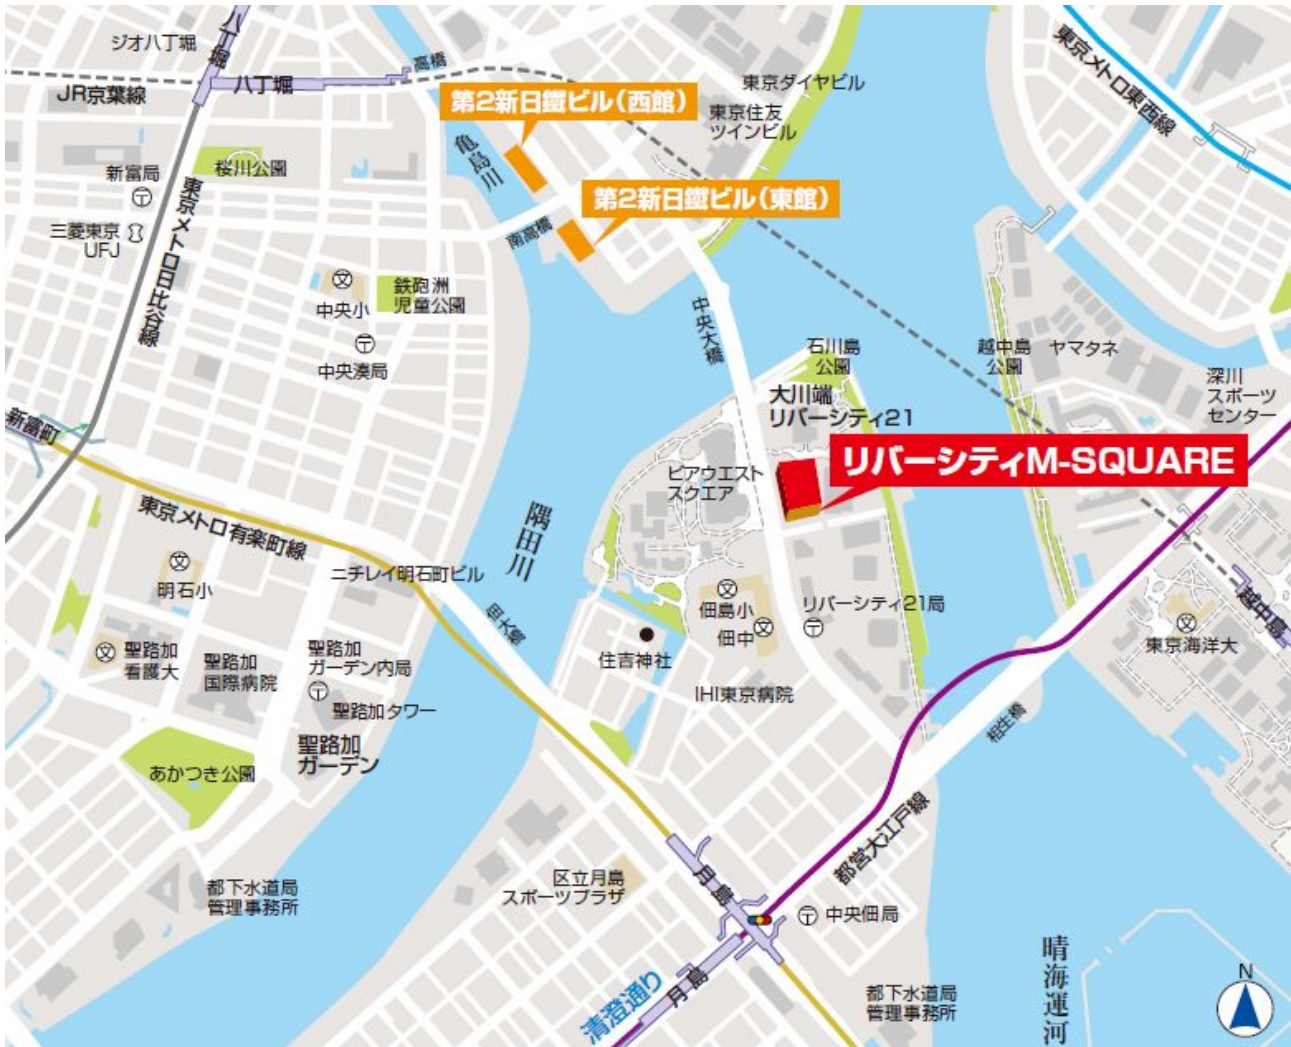 八丁堀
ジオ八丁堀
高橋
八丁堀
JR京葉線
東京メトロ東西線
東京ダイヤビル
東京住友
ツインビル
第2新日鐵ビル(西館)
亀島川
桜川公園
新富局
第2新日鐵ビル(東館)
南高橋
三菱東京
UFJ
東京メトロ日比谷線
中央小
鉄砲洲
児童公園
中央湊局
中央大橋
石川島
公園
越中島
公園
ヤマタネ
深川
スポーツ
センター
大川端
リバーシティ21
新富町
リバーシティM-SQUARE
ピアウエスト
スクエア
東京メトロ有楽町線
隅田川
明石小
ニチレイ明石町ビル
佃大橋
佃島小
佃中
リバーシティ21局
越中島
東京海洋大
聖路加
看護大
聖路加
国際病院
聖路加
ガーデン内局
住吉神社
IHI東京病院
聖路加タワー
相生橋
聖路加
ガーデン
あかつき公園
都営大江戸線
都下水道局
管理事務所
区立月島
スポーツプラザ
月島
中央佃局
月島
清澄通り
都下水道局
管理事務所
晴海運河
N